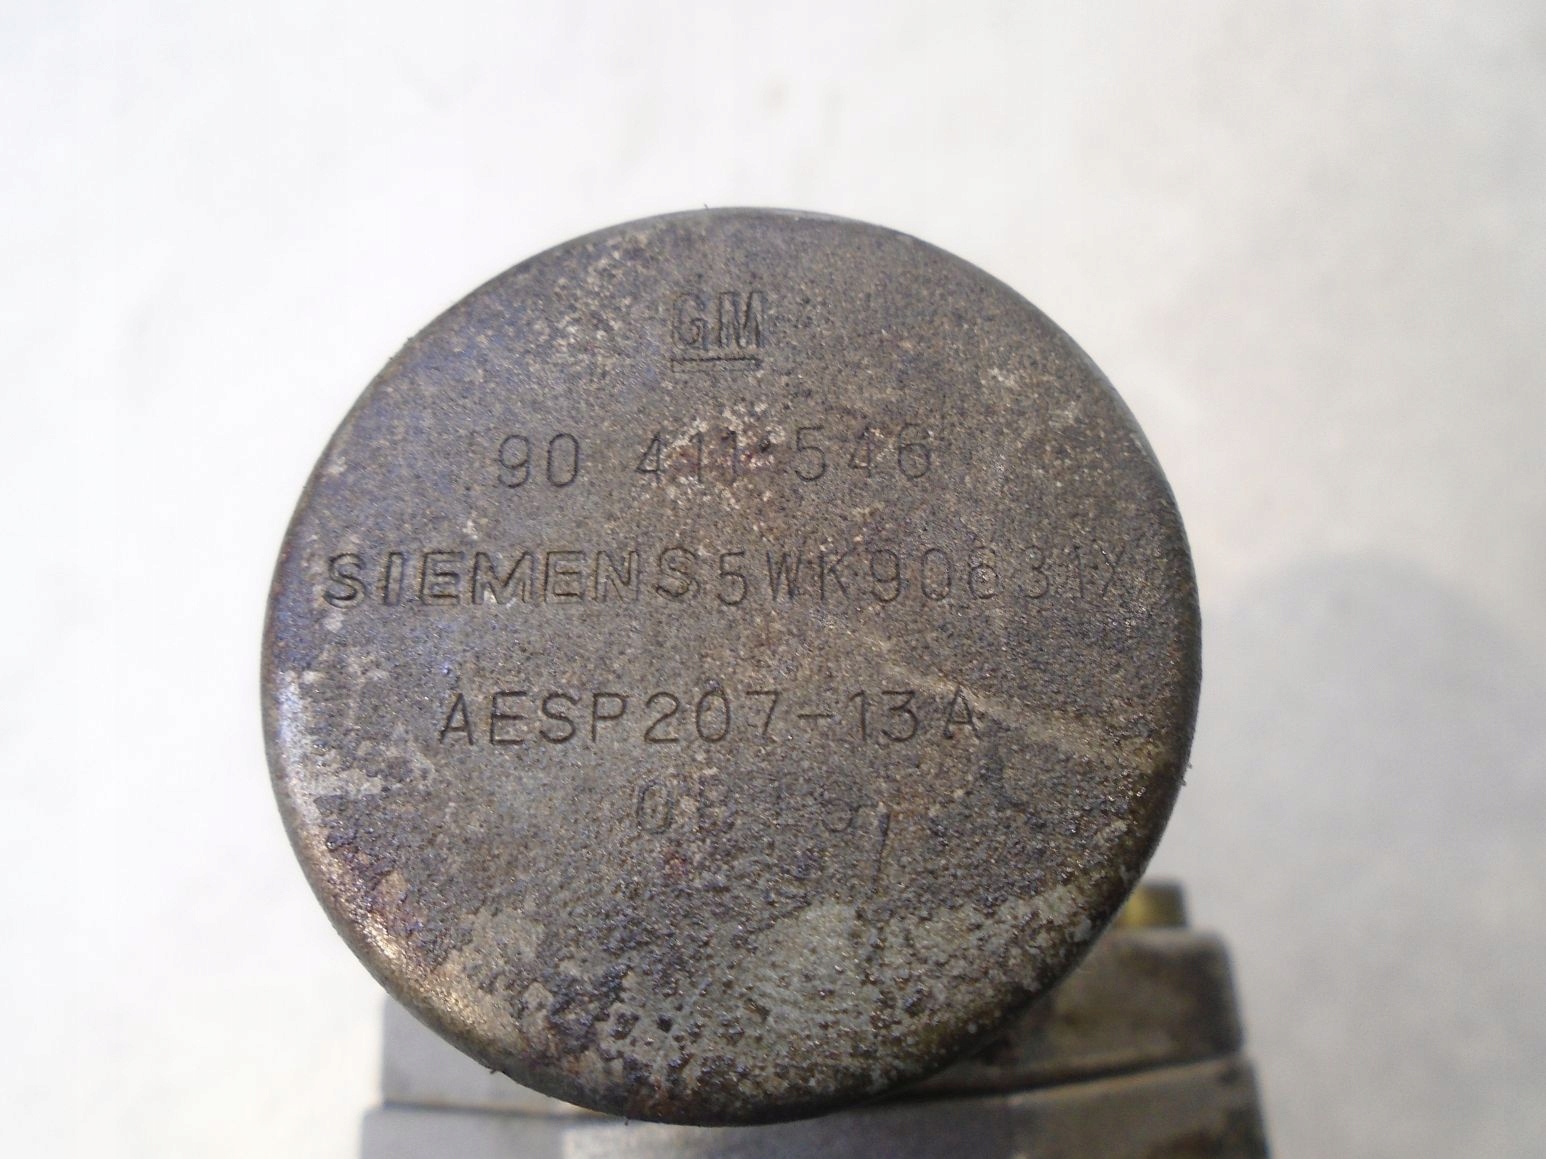 GM
90 411 546
SIEMENS 5WK90631X
AESP207-13A